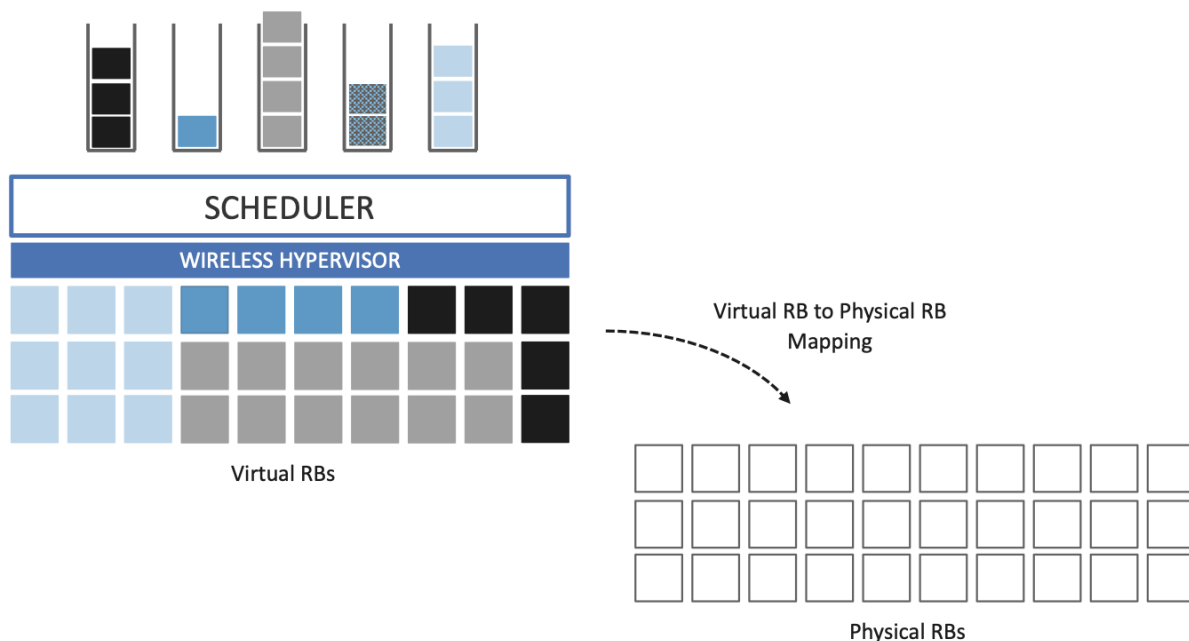 SCHEDULER
WIRELESS HYPERVISOR
Virtual RB to Physical RB
Mapping
Virtual RBs
Physical RBs